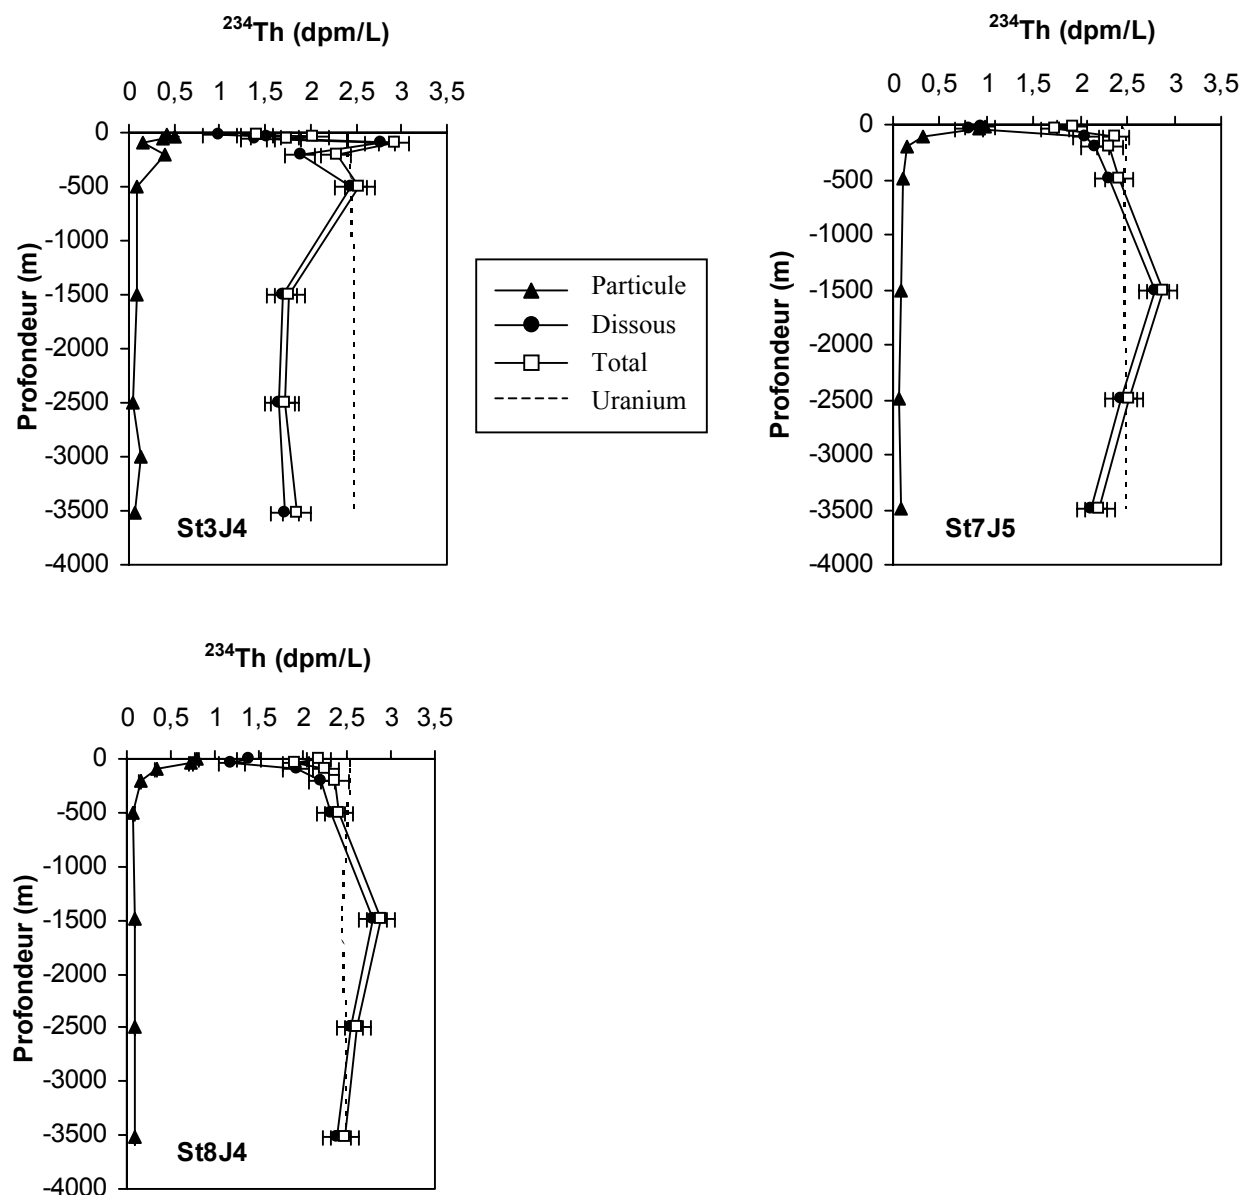 ²³⁴Th (dpm/L)
0 0,5 1 1,5 2 2,5 3 3,5
0
-500
-1000
-1500
-2000
-2500
-3000
-3500
-4000
Profondeur (m)
St3J4
Particule
Dissous
Total
Uranium
²³⁴Th (dpm/L)
0 0,5 1 1,5 2 2,5 3 3,5
0
-500
-1000
-1500
-2000
-2500
-3000
-3500
-4000
Profondeur (m)
St7J5
²³⁴Th (dpm/L)
0 0,5 1 1,5 2 2,5 3 3,5
0
-500
-1000
-1500
-2000
-2500
-3000
-3500
-4000
Profondeur (m)
St8J4